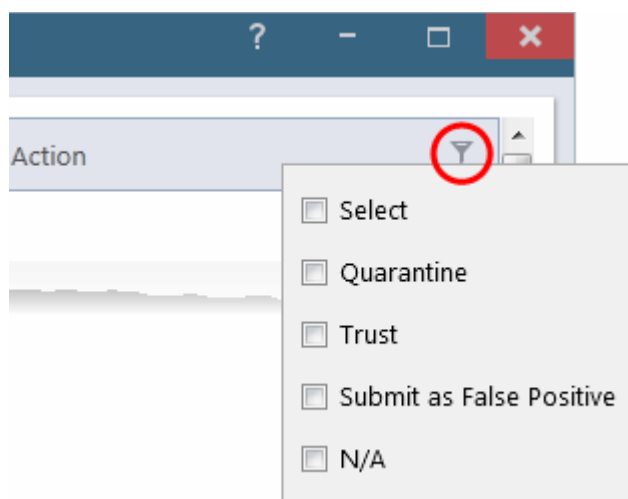 ?
Action
Select
Quarantine
Trust
Submit as False Positive
N/A